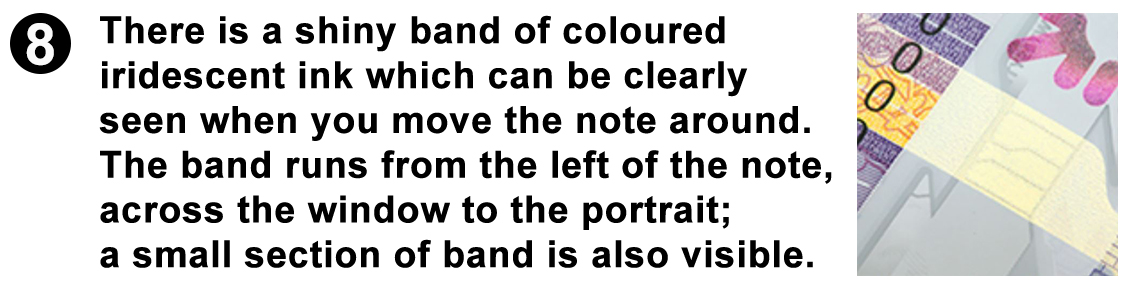 8
There is a shiny band of coloured
iridescent ink which can be clearly
seen when you move the note around.
The band runs from the left of the note,
across the window to the portrait;
a small section of band is also visible.